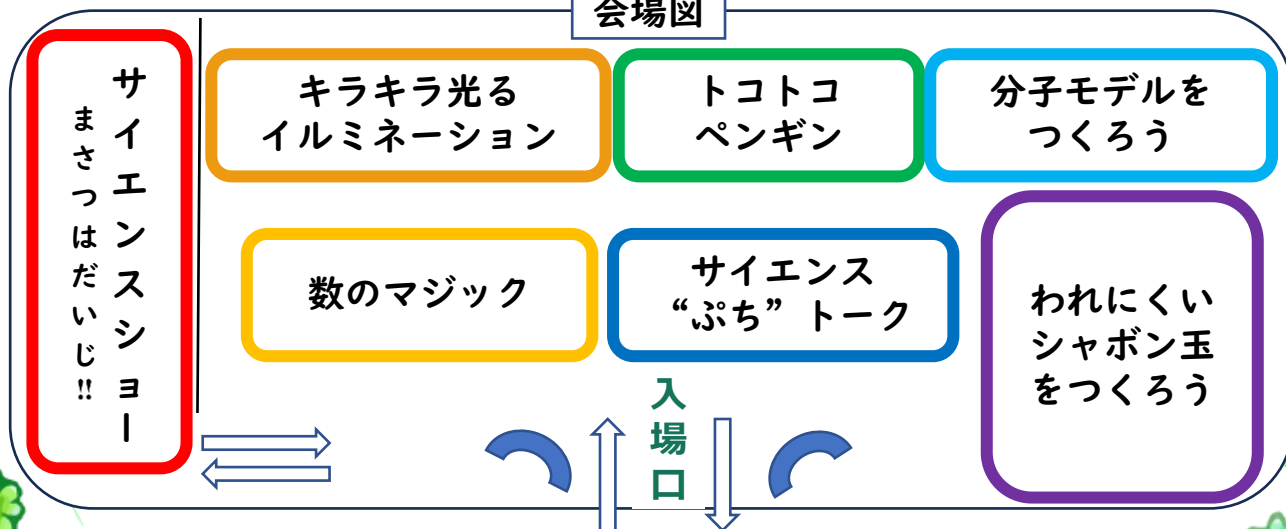 会場図
サイエンスショー
まさつはだいじ!!
キラキラ光る
イルミネーション
トコトコ
ペンギン
分子モデルを
つくろう
数のマジック
サイエンス
“ぷち”トーク
われにくい
シャボン玉
をつくろう
入場口